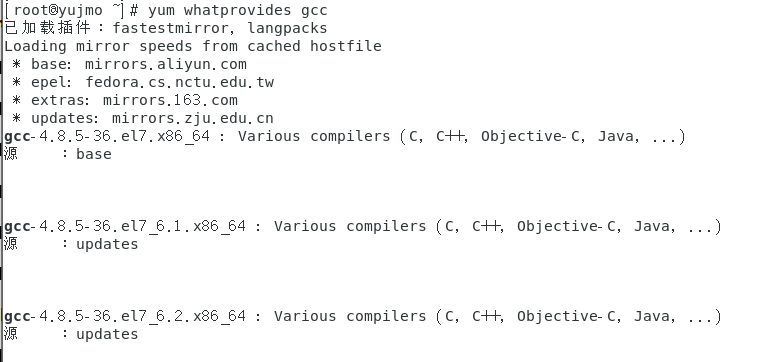 [root@yujmo ~]# yum whatprovides gcc
已加载插件：fastestmirror, langpacks
Loading mirror speeds from cached hostfile
 * base: mirrors.aliyun.com
 * epel: fedora.cs.nctu.edu.tw
 * extras: mirrors.163.com
 * updates: mirrors.zju.edu.cn
gcc-4.8.5-36.el7.x86_64 : Various compilers (C, C++, Objective-C, Java, ...)
源    ：base
gcc-4.8.5-36.el7_6.1.x86_64 : Various compilers (C, C++, Objective-C, Java, ...)
源    ：updates
gcc-4.8.5-36.el7_6.2.x86_64 : Various compilers (C, C++, Objective-C, Java, ...)
源    ：updates